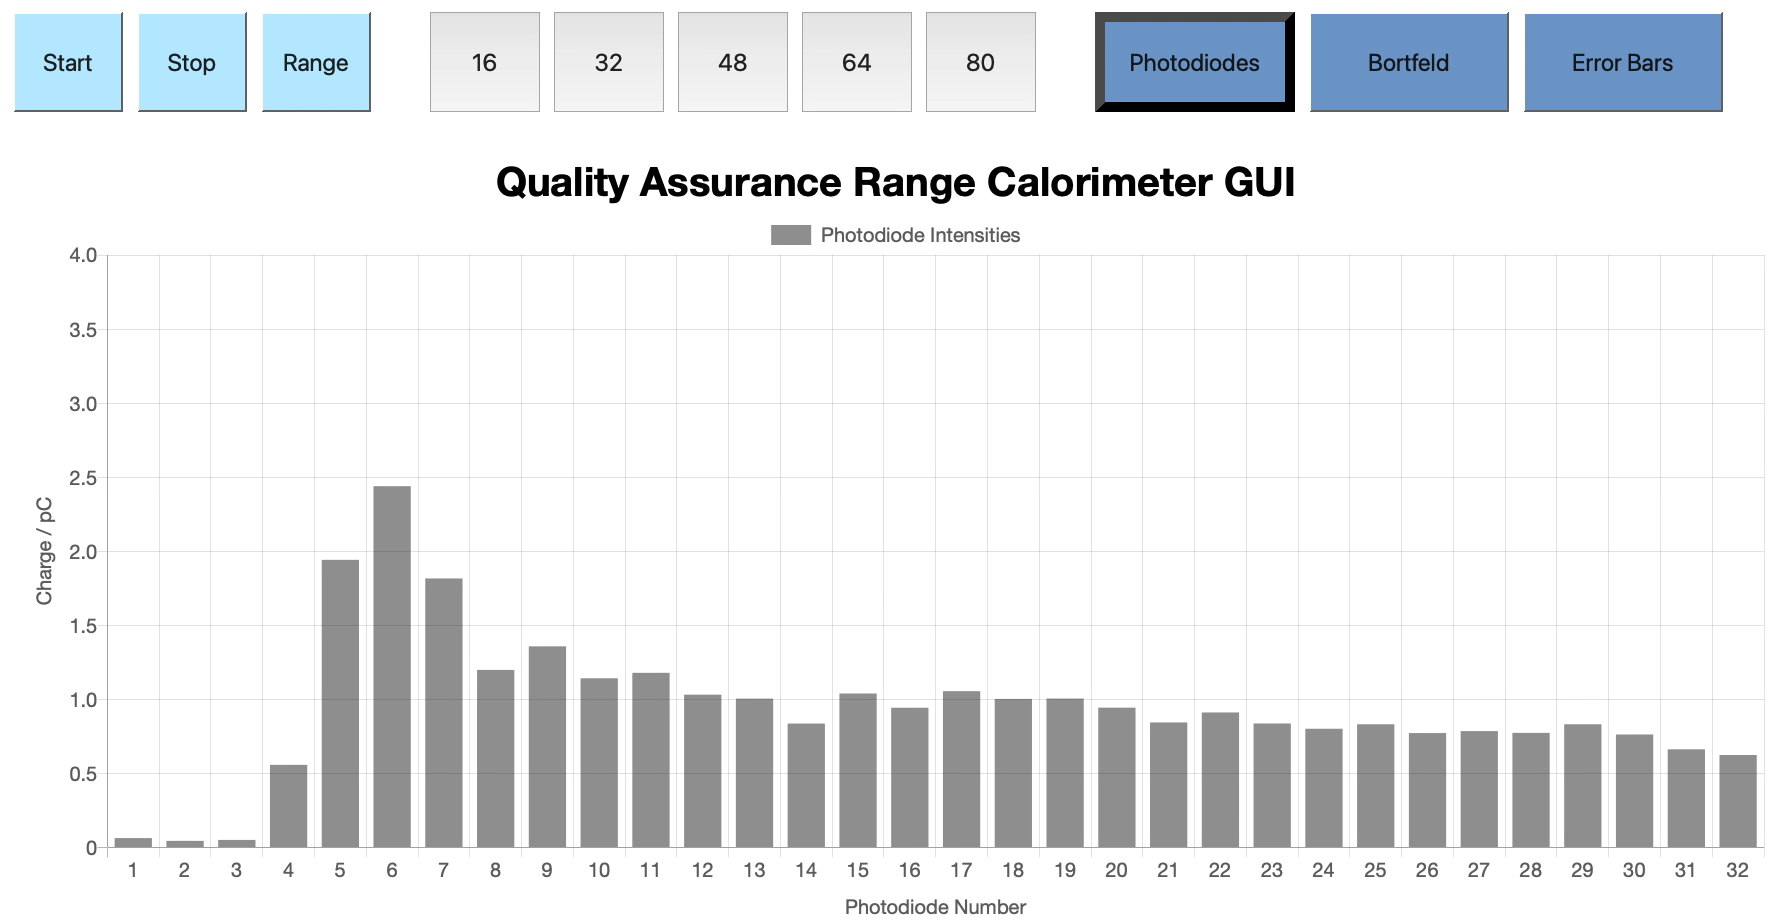 Start Stop Range 16 32 48 64 80 Photodiodes Bortfeld Error Bars
Quality Assurance Range Calorimeter GUI
Photodiode Intensities
Charge / pC
4.0
3.5
3.0
2.5
2.0
1.5
1.0
0.5
0
1 2 3 4 5 6 7 8 9 10 11 12 13 14 15 16 17 18 19 20 21 22 23 24 25 26 27 28 29 30 31 32
Photodiode Number